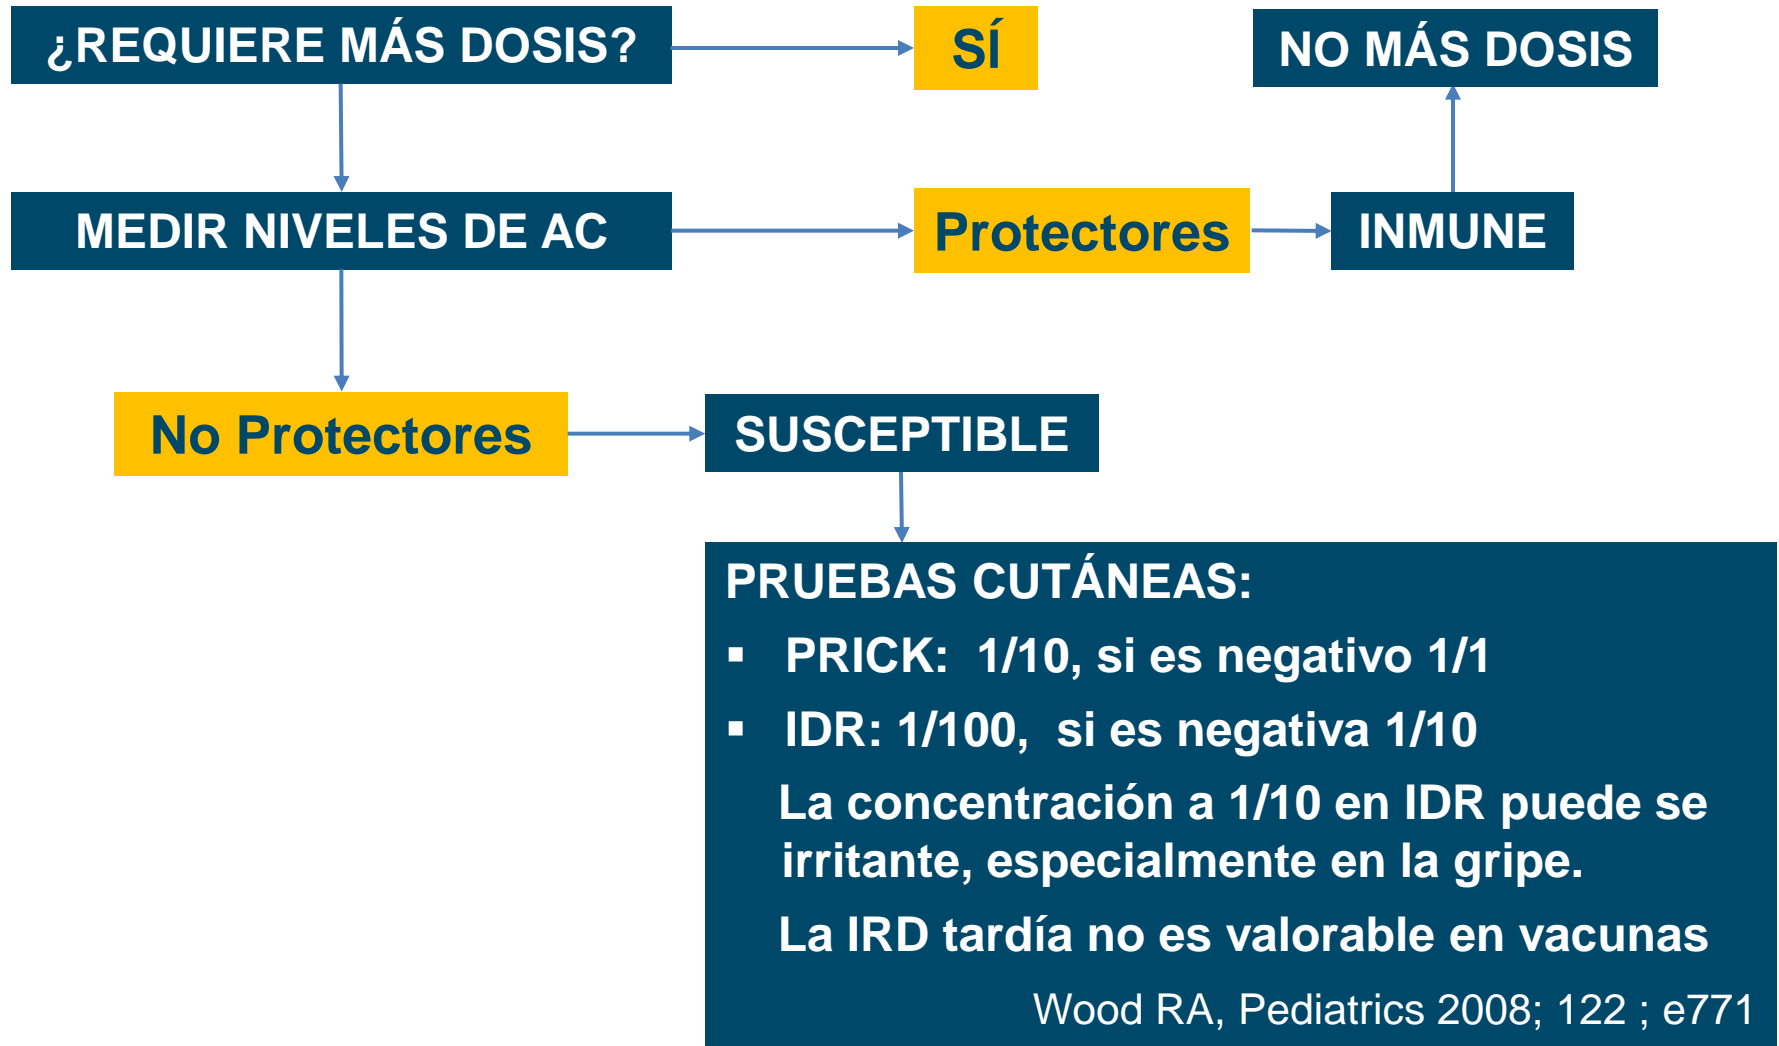 ¿REQUIERE MÁS DOSIS?
SÍ
NO MÁS DOSIS
MEDIR NIVELES DE AC
Protectores
INMUNE
No Protectores
SUSCEPTIBLE
PRUEBAS CUTÁNEAS:
▪ PRICK: 1/10, si es negativo 1/1
▪ IDR: 1/100, si es negativa 1/10
La concentración a 1/10 en IDR puede se
irritante, especialmente en la gripe.
La IRD tardía no es valorable en vacunas
Wood RA, Pediatrics 2008; 122 ; e771